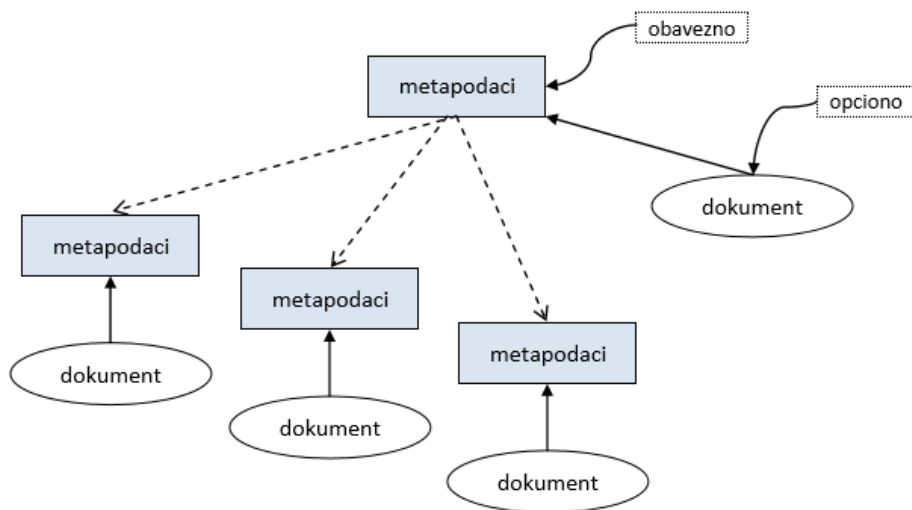 obavezno
metapodaci
opciono
dokument
metapodaci
metapodaci
metapodaci
dokument
dokument
dokument